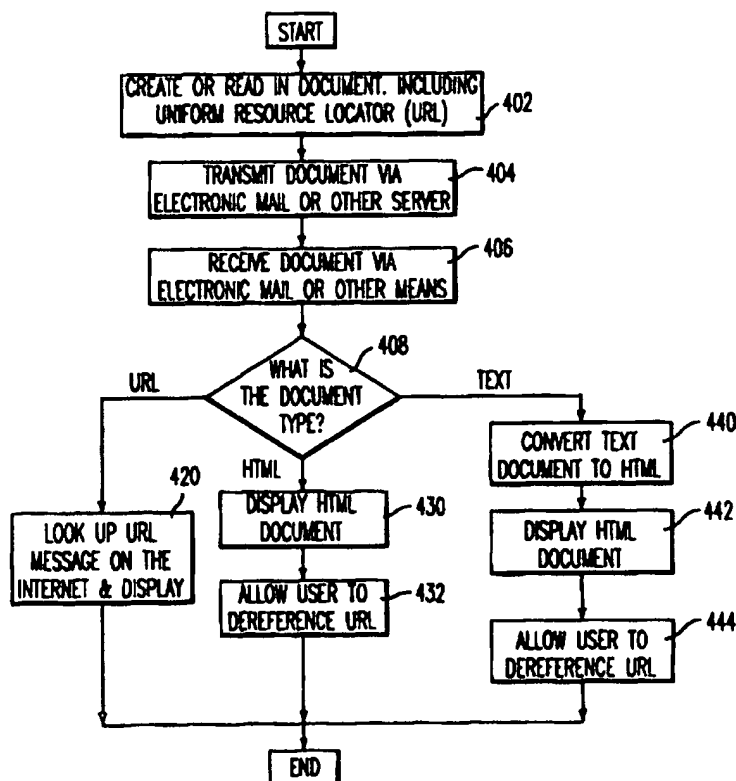 START
CREATE OR READ IN DOCUMENT. INCLUDING
UNIFORM RESOURCE LOCATOR (URL)
402
TRANSMIT DOCUMENT VIA
ELECTRONIC MAIL OR OTHER SERVER
404
RECEIVE DOCUMENT VIA
ELECTRONIC MAIL OR OTHER MEANS
406
WHAT IS
THE DOCUMENT
TYPE?
408
URL
HTML
TEXT
LOOK UP URL
MESSAGE ON THE
INTERNET & DISPLAY
420
DISPLAY HTML
DOCUMENT
430
ALLOW USER TO
DEREFERENCE URL
432
CONVERT TEXT
DOCUMENT TO HTML
440
DISPLAY HTML
DOCUMENT
442
ALLOW USER TO
DEREFERENCE URL
444
END